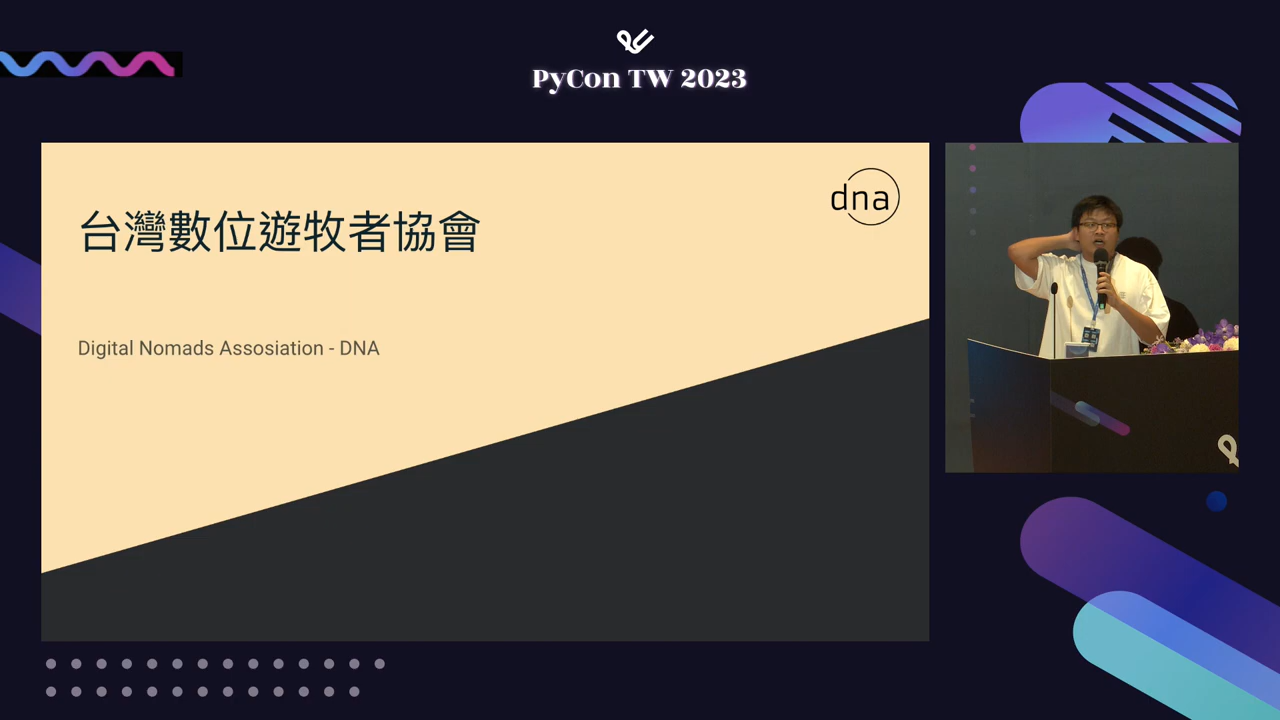 PyCon TW 2023
台灣數位遊牧者協會
dna
Digital Nomads Assosiation - DNA